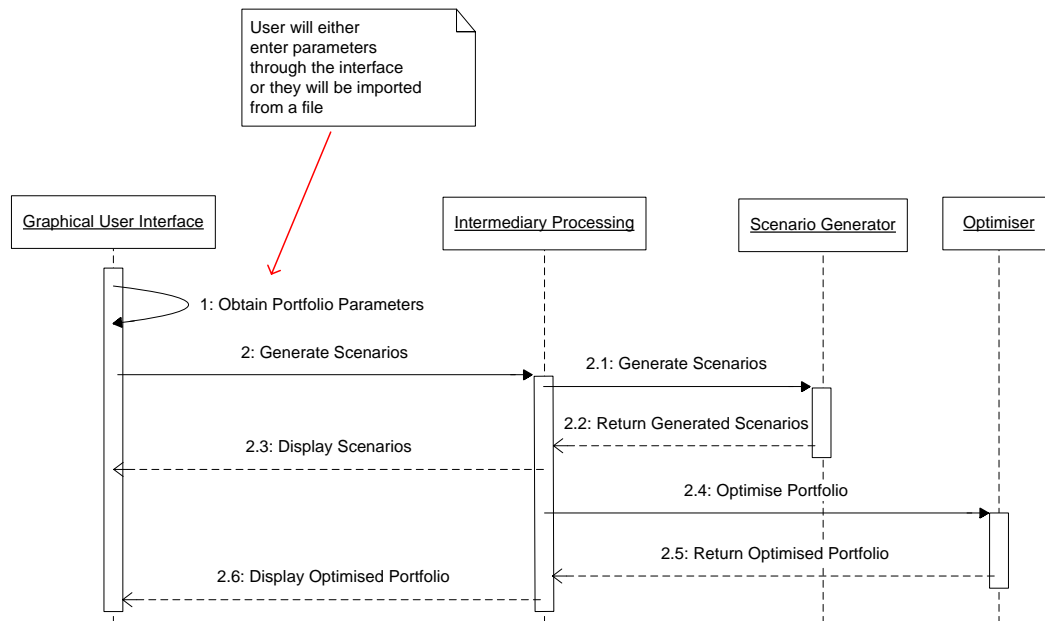 User will either
enter parameters
through the interface
or they will be imported
from a file
Graphical User Interface
Intermediary Processing
Scenario Generator
Optimiser
1: Obtain Portfolio Parameters
2: Generate Scenarios
2.1: Generate Scenarios
2.2: Return Generated Scenarios
2.3: Display Scenarios
2.4: Optimise Portfolio
2.5: Return Optimised Portfolio
2.6: Display Optimised Portfolio